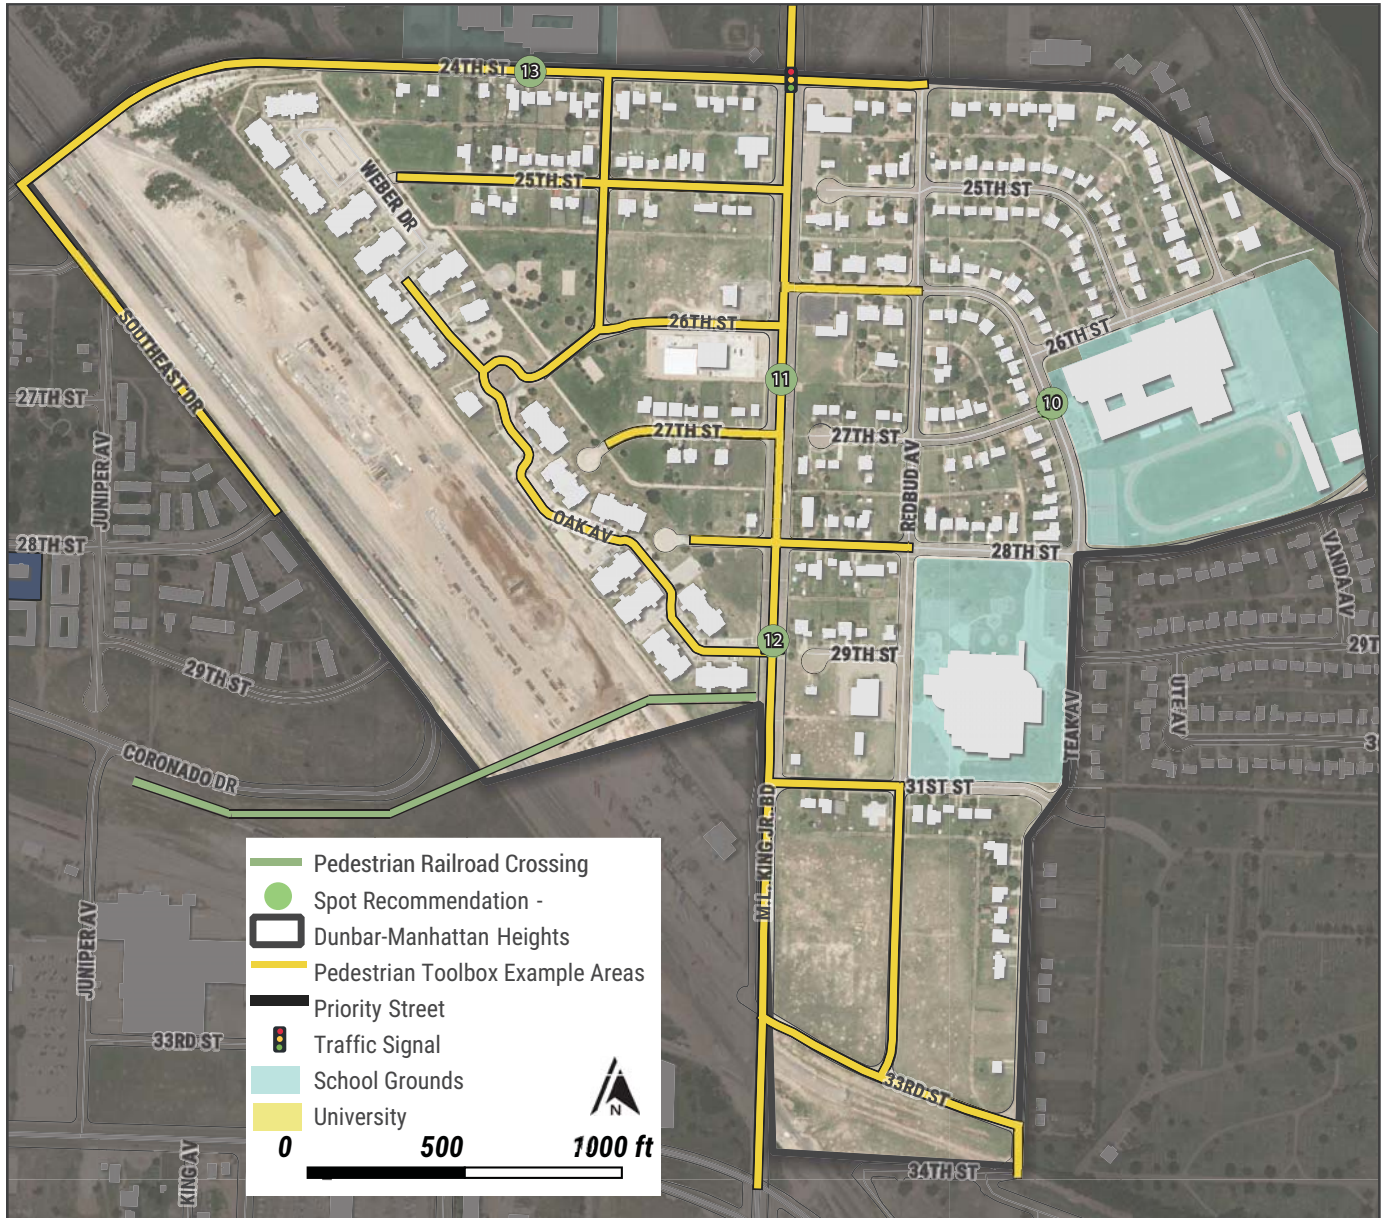 24TH ST
13
WEBER DR
25TH ST
25TH ST
SOUTHEAST DR
26TH ST
26TH ST
11
10
27TH ST
27TH ST
27TH ST
JUNIPER AV
REDBUD AV
28TH ST
OAK AV
28TH ST
VANDA AV
12
29TH ST
29T
29TH ST
UTE AV
TEAK AV
3
CORONADO DR
31ST ST
M.L. KING JR. BD
JUNIPER AV
33RD ST
33RD ST
34TH ST
KING AV
Pedestrian Railroad Crossing
Spot Recommendation -
Dunbar-Manhattan Heights
Pedestrian Toolbox Example Areas
Priority Street
Traffic Signal
School Grounds
University
N
0 500 1000 ft